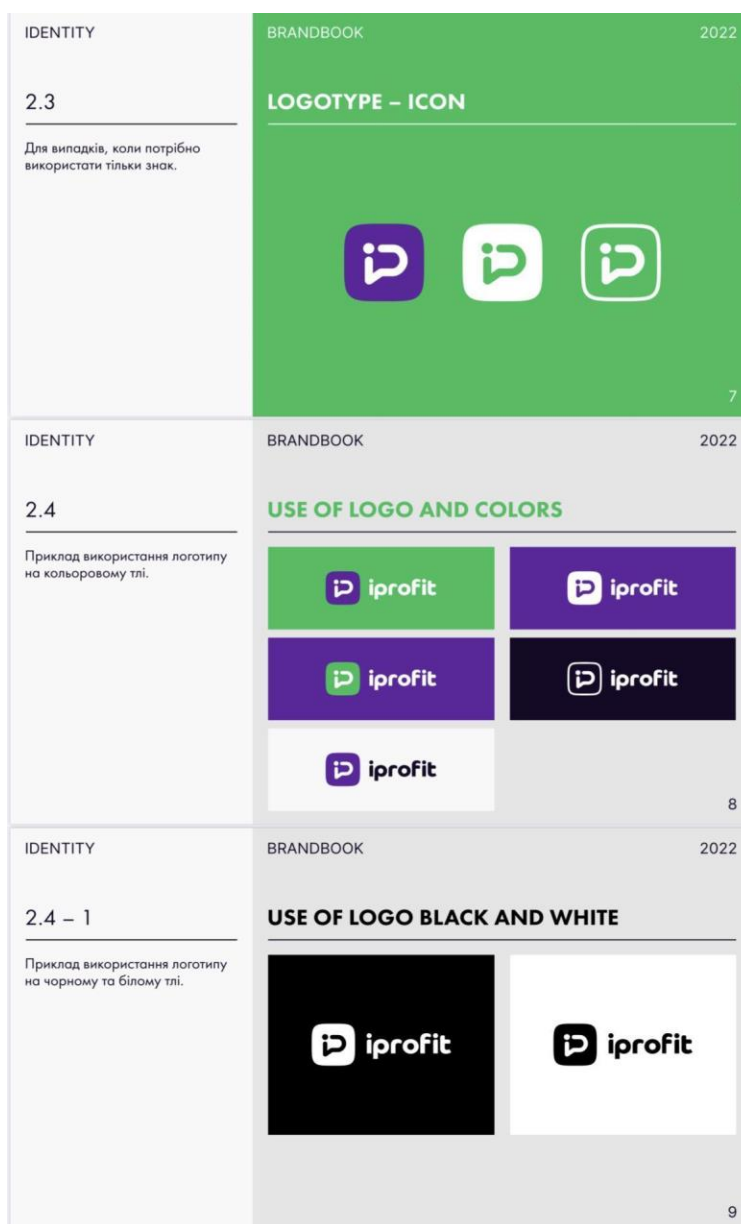 IDENTITY
BRANDBOOK
2022
2.3
LOGOTYPE – ICON
Для випадків, коли потрібно
використати тільки знак.
7
IDENTITY
BRANDBOOK
2022
2.4
USE OF LOGO AND COLORS
Приклад використання логотипу
на кольоровому тлі.
iprofit
iprofit
iprofit
iprofit
iprofit
8
IDENTITY
BRANDBOOK
2022
2.4 – 1
USE OF LOGO BLACK AND WHITE
Приклад використання логотипу
на чорному та білому тлі.
iprofit
iprofit
9